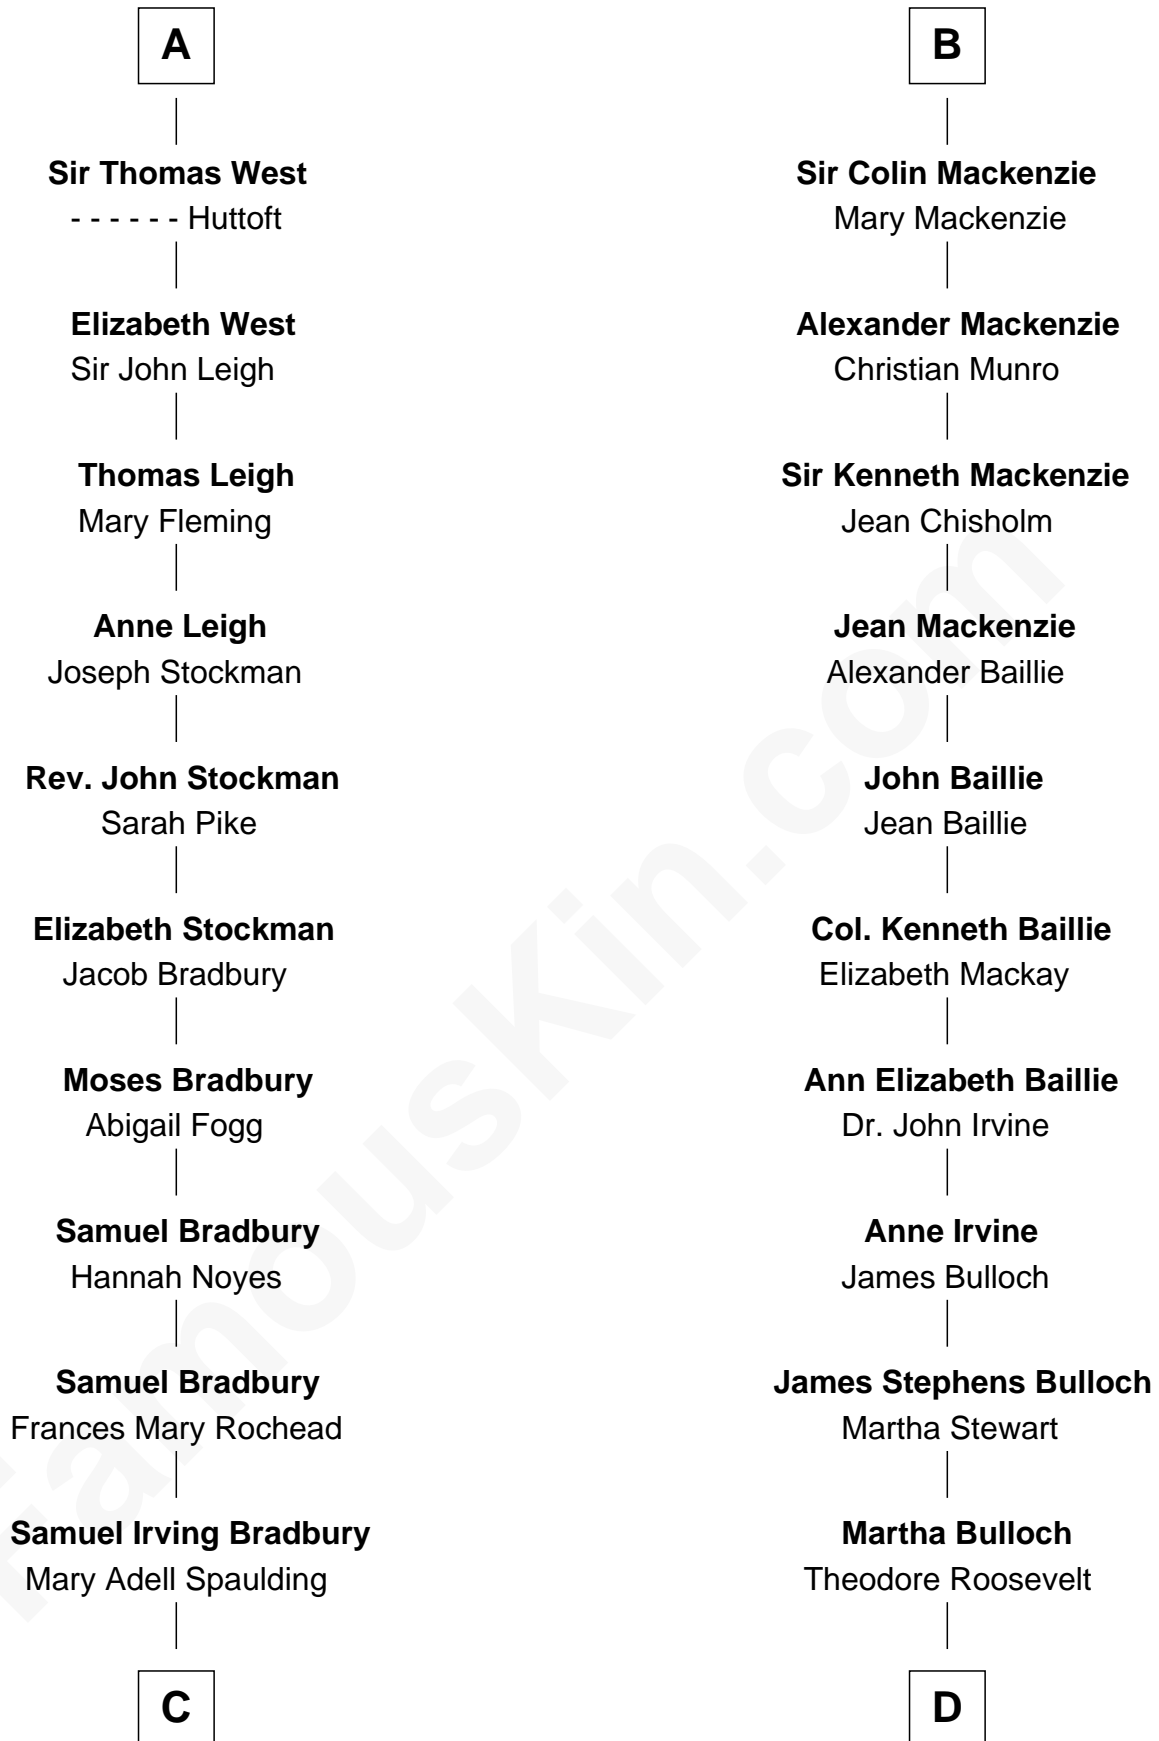 A
Sir Thomas West
- - - - - - Huttoft
Elizabeth West
Sir John Leigh
Thomas Leigh
Mary Fleming
Anne Leigh
Joseph Stockman
Rev. John Stockman
Sarah Pike
Elizabeth Stockman
Jacob Bradbury
Moses Bradbury
Abigail Fogg
Samuel Bradbury
Hannah Noyes
Samuel Bradbury
Frances Mary Rochead
Samuel Irving Bradbury
Mary Adell Spaulding
C
B
Sir Colin Mackenzie
Mary Mackenzie
Alexander Mackenzie
Christian Munro
Sir Kenneth Mackenzie
Jean Chisholm
Jean Mackenzie
Alexander Baillie
John Baillie
Jean Baillie
Col. Kenneth Baillie
Elizabeth Mackay
Ann Elizabeth Baillie
Dr. John Irvine
Anne Irvine
James Bulloch
James Stephens Bulloch
Martha Stewart
Martha Bulloch
Theodore Roosevelt
D
FamousKin.com